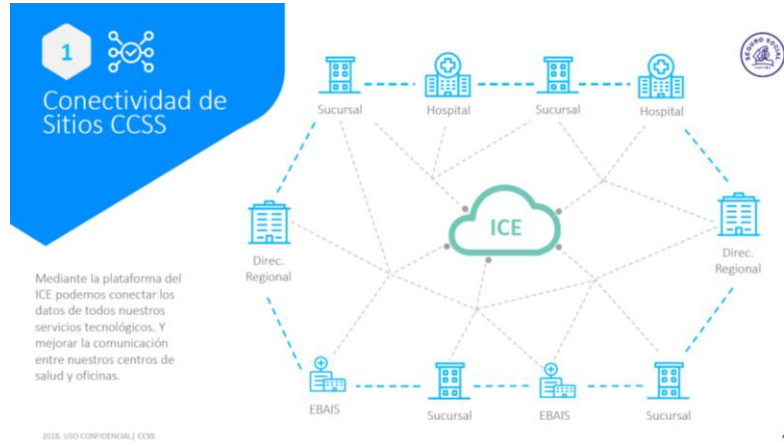 1
Conectividad de
Sitios CCSS
Mediante la plataforma del
ICE podemos conectar los
datos de todos nuestros
servicios tecnológicos. Y
mejorar la comunicación
entre nuestros centros de
salud y oficinas.
2018. USO CONFIDENCIAL| CCSS
Sucursal
Hospital
Sucursal
Hospital
SEGURO SOCIAL
ICE
Direc.
Regional
Direc.
Regional
EBAIS
Sucursal
EBAIS
Sucursal